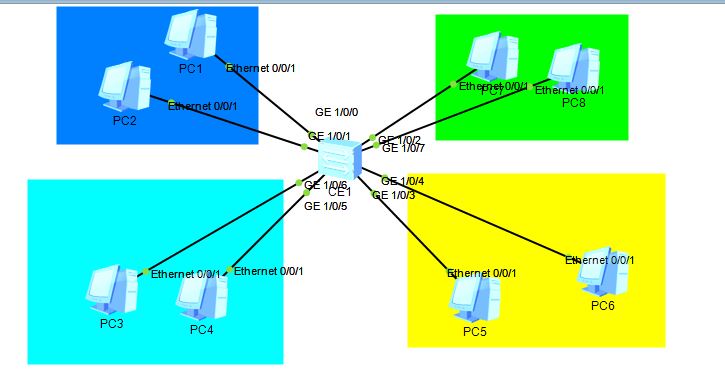 PC1
Ethernet 0/0/1
PC2
Ethernet 0/0/1
PC7
Ethernet 0/0/1
PC8
Ethernet 0/0/1
GE 1/0/0
GE 1/0/1
GE 1/0/2
GE 1/0/7
CE1
GE 1/0/6
GE 1/0/5
GE 1/0/4
GE 1/0/3
Ethernet 0/0/1
PC3
Ethernet 0/0/1
PC4
Ethernet 0/0/1
PC5
Ethernet 0/0/1
PC6